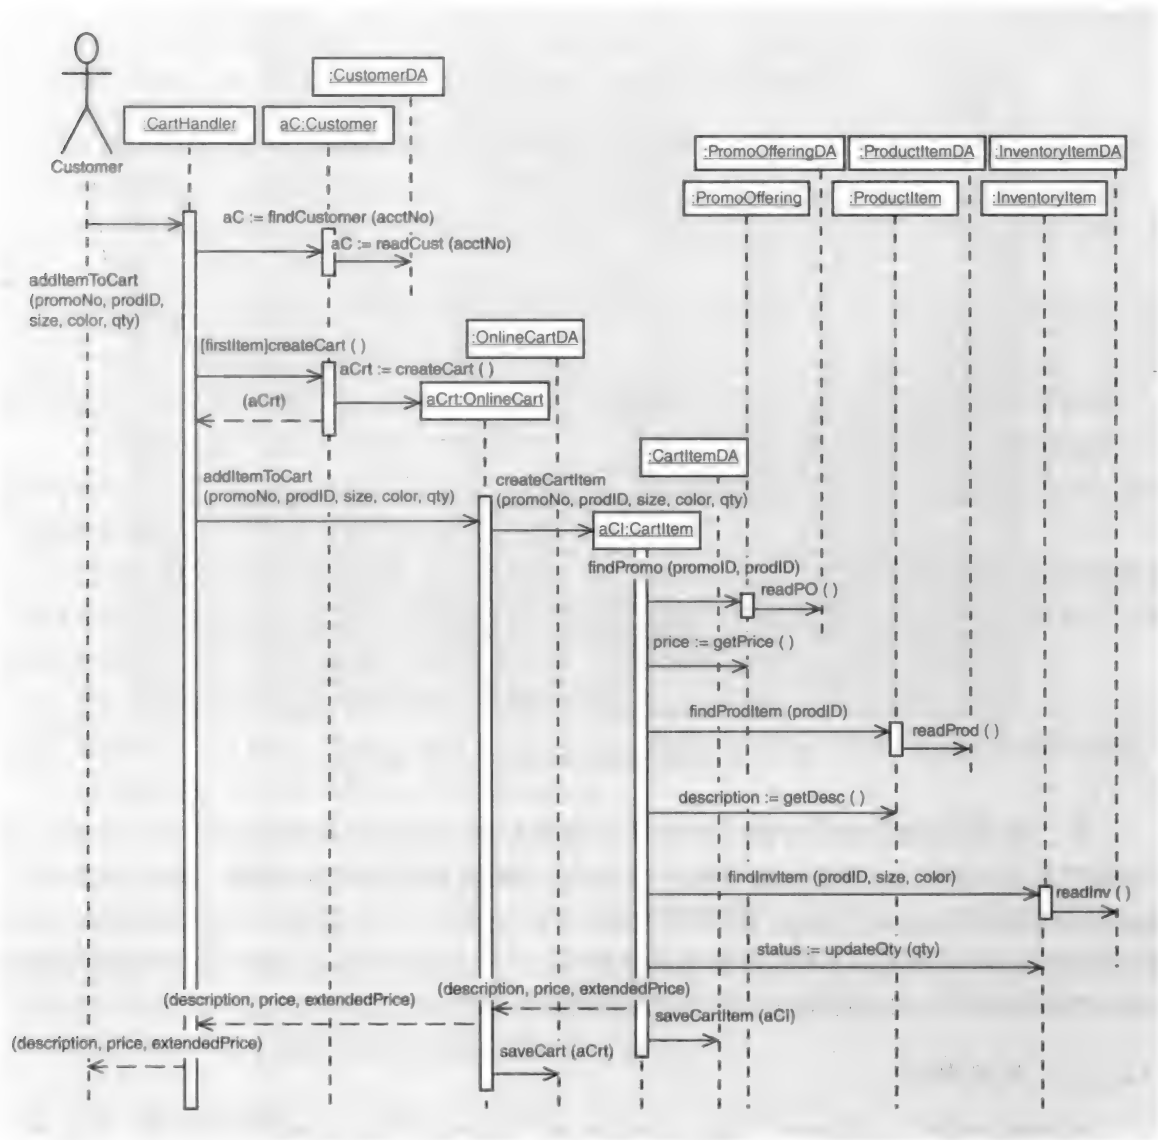 :CustomerDA
:CartHandler
aC:Customer
Customer
:PromoOfferingDA
:ProductItemDA
:InventoryItemDA
:PromoOffering
:ProductItem
:InventoryItem
aC := findCustomer (acctNo)
aC := readCust (acctNo)
addItemToCart
(promoNo, prodID,
size, color, qty)
:OnlineCartDA
[firstItem]createCart ( )
aCrt := createCart ( )
(aCrt)
aCrt:OnlineCart
:CartItemDA
addItemToCart
(promoNo, prodID, size, color, qty)
createCartItem
(promoNo, prodID, size, color, qty)
aCI:CartItem
findPromo (promoID, prodID)
readPO ( )
price := getPrice ( )
findProdItem (prodID)
readProd ( )
description := getDesc ( )
findInvItem (prodID, size, color)
readInv ( )
status := updateQty (qty)
(description, price, extendedPrice)
(description, price, extendedPrice)
saveCartItem (aCI)
(description, price, extendedPrice)
saveCart (aCrt)